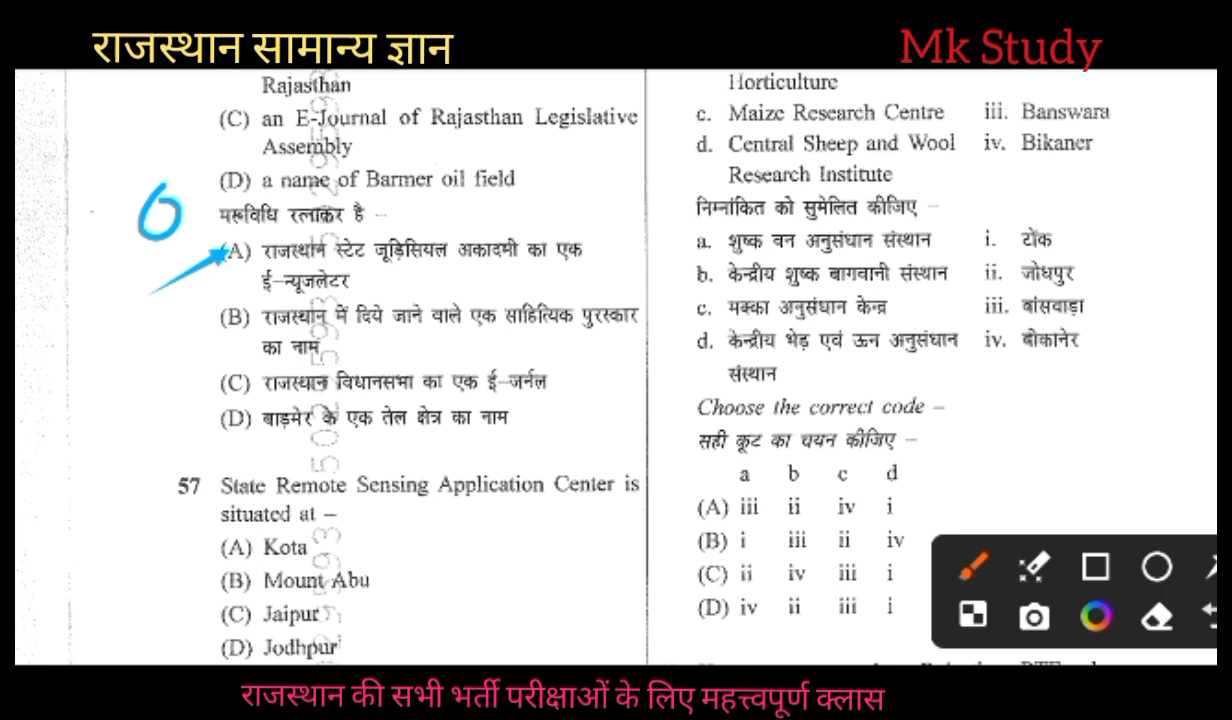 राजस्थान सामान्य ज्ञान
Mk Study
Rajasthan
(C) an E-Journal of Rajasthan Legislative
Assembly
(D) a name of Barmer oil field
6
मरूविधि रत्नाकर है –
(A) राजस्थान स्टेट जूडिसियल अकादमी का एक
ई–न्यूजलेटर
(B) राजस्थान में दिये जाने वाले एक साहित्यिक पुरस्कार
का नाम
(C) राजस्थान विधानसभा का एक ई–जर्नल
(D) बाड़मेर के एक तेल क्षेत्र का नाम
57 State Remote Sensing Application Center is
situated at –
(A) Kota
(B) Mount Abu
(C) Jaipur
(D) Jodhpur
Horticulture
c. Maize Research Centre iii. Banswara
d. Central Sheep and Wool iv. Bikaner
Research Institute
निम्नांकित को सुमेलित कीजिए –
a. शुष्क वन अनुसंधान संस्थान i. टोंक
b. केन्द्रीय शुष्क बागवानी संस्थान ii. जोधपुर
c. मक्का अनुसंधान केन्द्र iii. बांसवाड़ा
d. केन्द्रीय भेड़ एवं ऊन अनुसंधान iv. बीकानेर
संस्थान
Choose the correct code –
सही कूट का चयन कीजिए –
a b c d
(A) iii ii iv i
(B) i iii ii iv
(C) ii iv iii i
(D) iv ii iii i
राजस्थान की सभी भर्ती परीक्षाओं के लिए महत्त्वपूर्ण क्लास